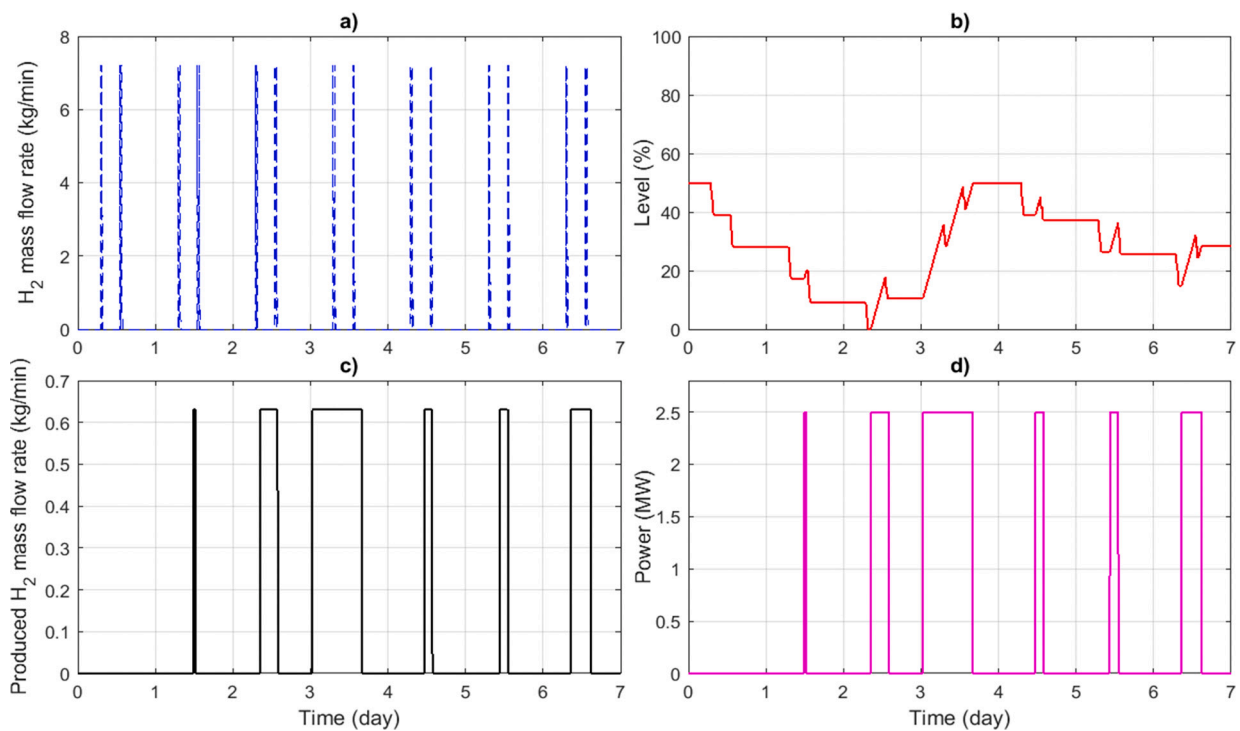 a)
H2 mass flow rate (kg/min)
8
6
4
2
0
0 1 2 3 4 5 6 7
b)
Level (%)
100
80
60
40
20
0
0 1 2 3 4 5 6 7
c)
Produced H2 mass flow rate (kg/min)
0.7
0.6
0.5
0.4
0.3
0.2
0.1
0
0 1 2 3 4 5 6 7
Time (day)
d)
Power (MW)
2.5
2
1.5
1
0.5
0
0 1 2 3 4 5 6 7
Time (day)